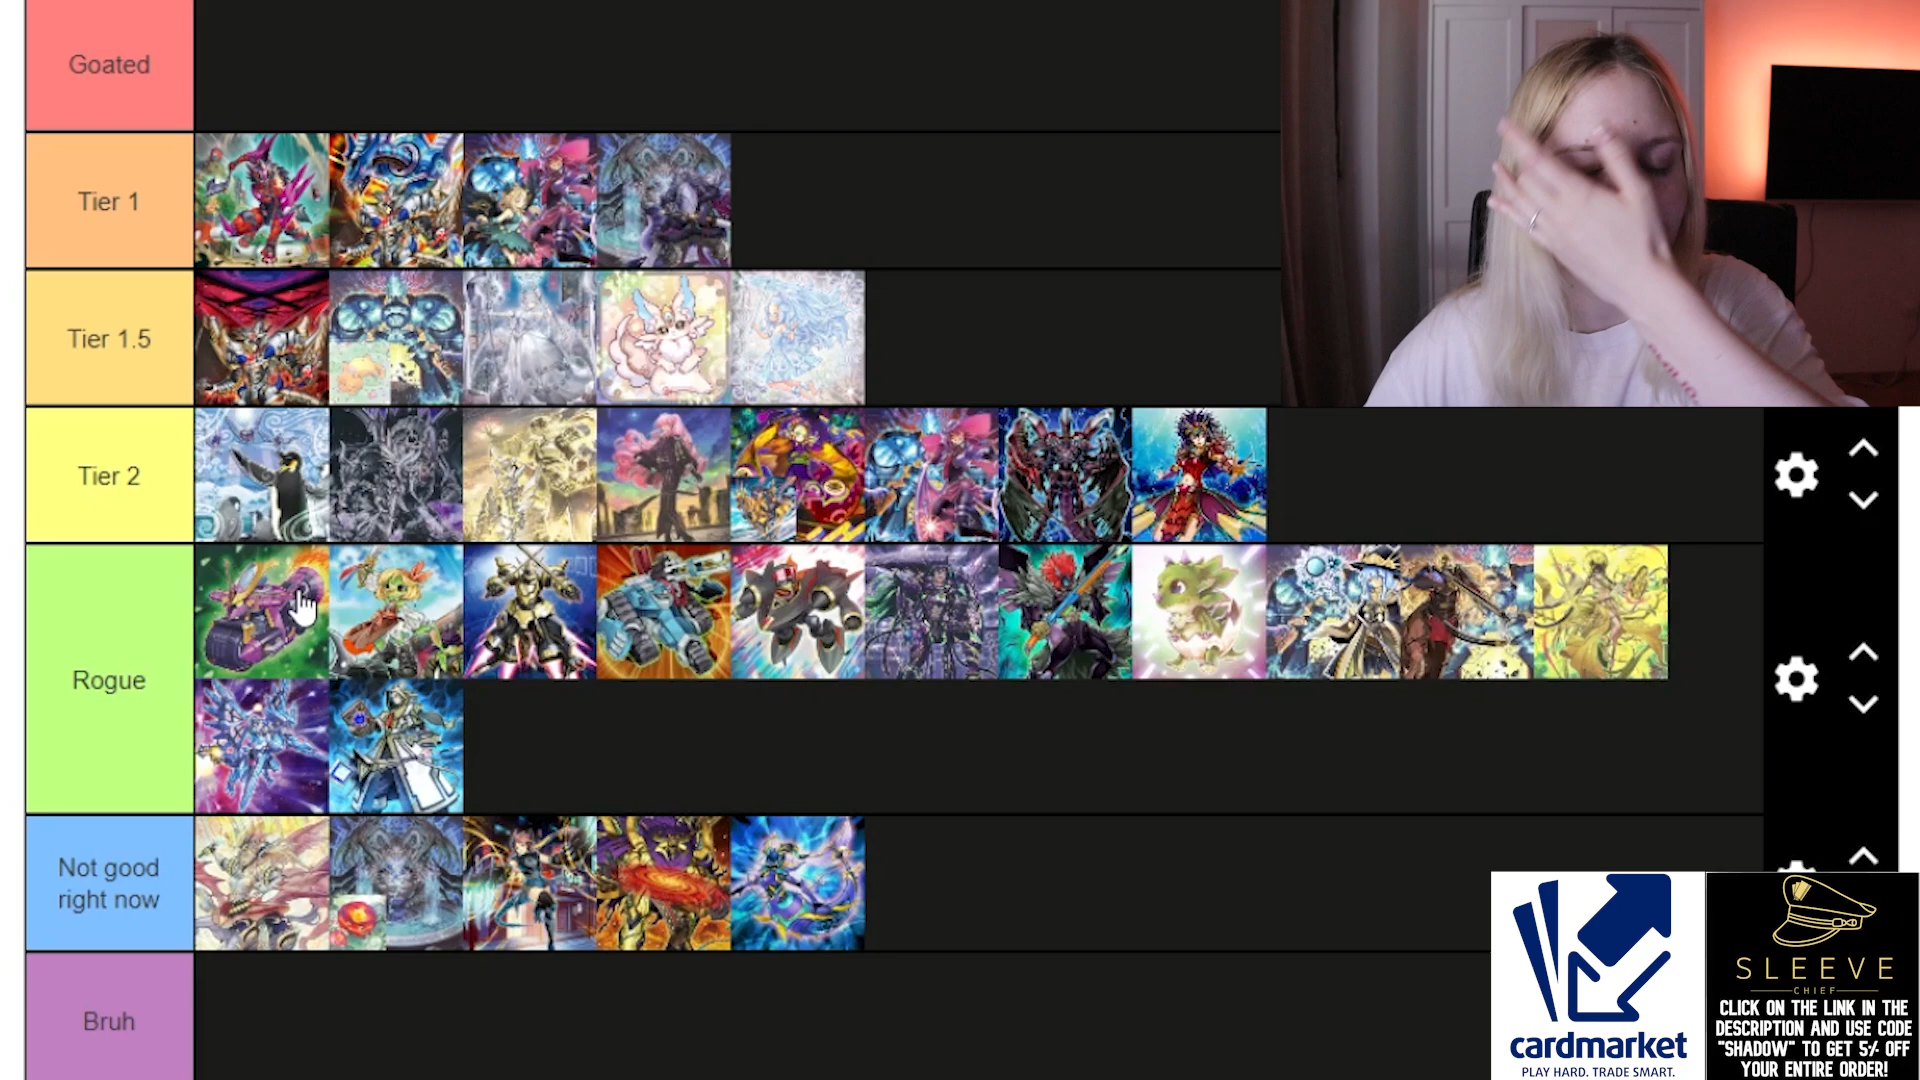 Goated
Tier 1
Tier 1.5
Tier 2
Rogue
Not good
right now
Bruh
cardmarket
PLAY HARD. TRADE SMART.
SLEEVE
CHIEF
CLICK ON THE LINK IN THE
DESCRIPTION AND USE CODE
"SHADOW" TO GET 5% OFF
YOUR ENTIRE ORDER!